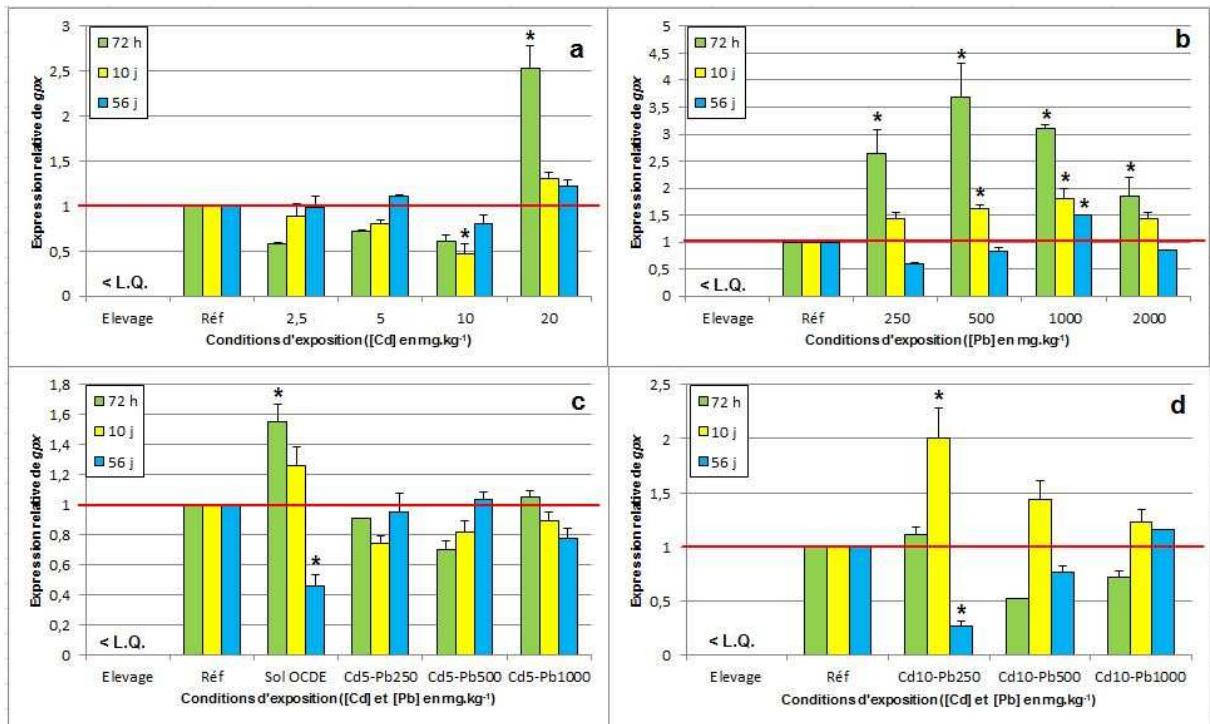 a
72 h
10 j
56 j
Expression relative de gpx
3
2,5
2
1,5
1
0,5
0
*
*
< L.Q.
Elevage Réf 2,5 5 10 20
Conditions d'exposition ([Cd] en mg.kg-1)
b
72 h
10 j
56 j
Expression relative de gpx
5
4,5
4
3,5
3
2,5
2
1,5
1
0,5
0
* * * * * * *
< L.Q.
Elevage Réf 250 500 1000 2000
Conditions d'exposition ([Pb] en mg.kg-1)
c
72 h
10 j
56 j
Expression relative de gpx
1,8
1,6
1,4
1,2
1
0,8
0,6
0,4
0,2
0
*
*
< L.Q.
Elevage Réf Sol OCDE Cd5-Pb250 Cd5-Pb500 Cd5-Pb1000
Conditions d'exposition ([Cd] et [Pb] en mg.kg-1)
d
72 h
10 j
56 j
Expression relative de gpx
2,5
2
1,5
1
0,5
0
*
*
< L.Q.
Elevage Réf Cd10-Pb250 Cd10-Pb500 Cd10-Pb1000
Conditions d'exposition ([Cd] et [Pb] en mg.kg-1)